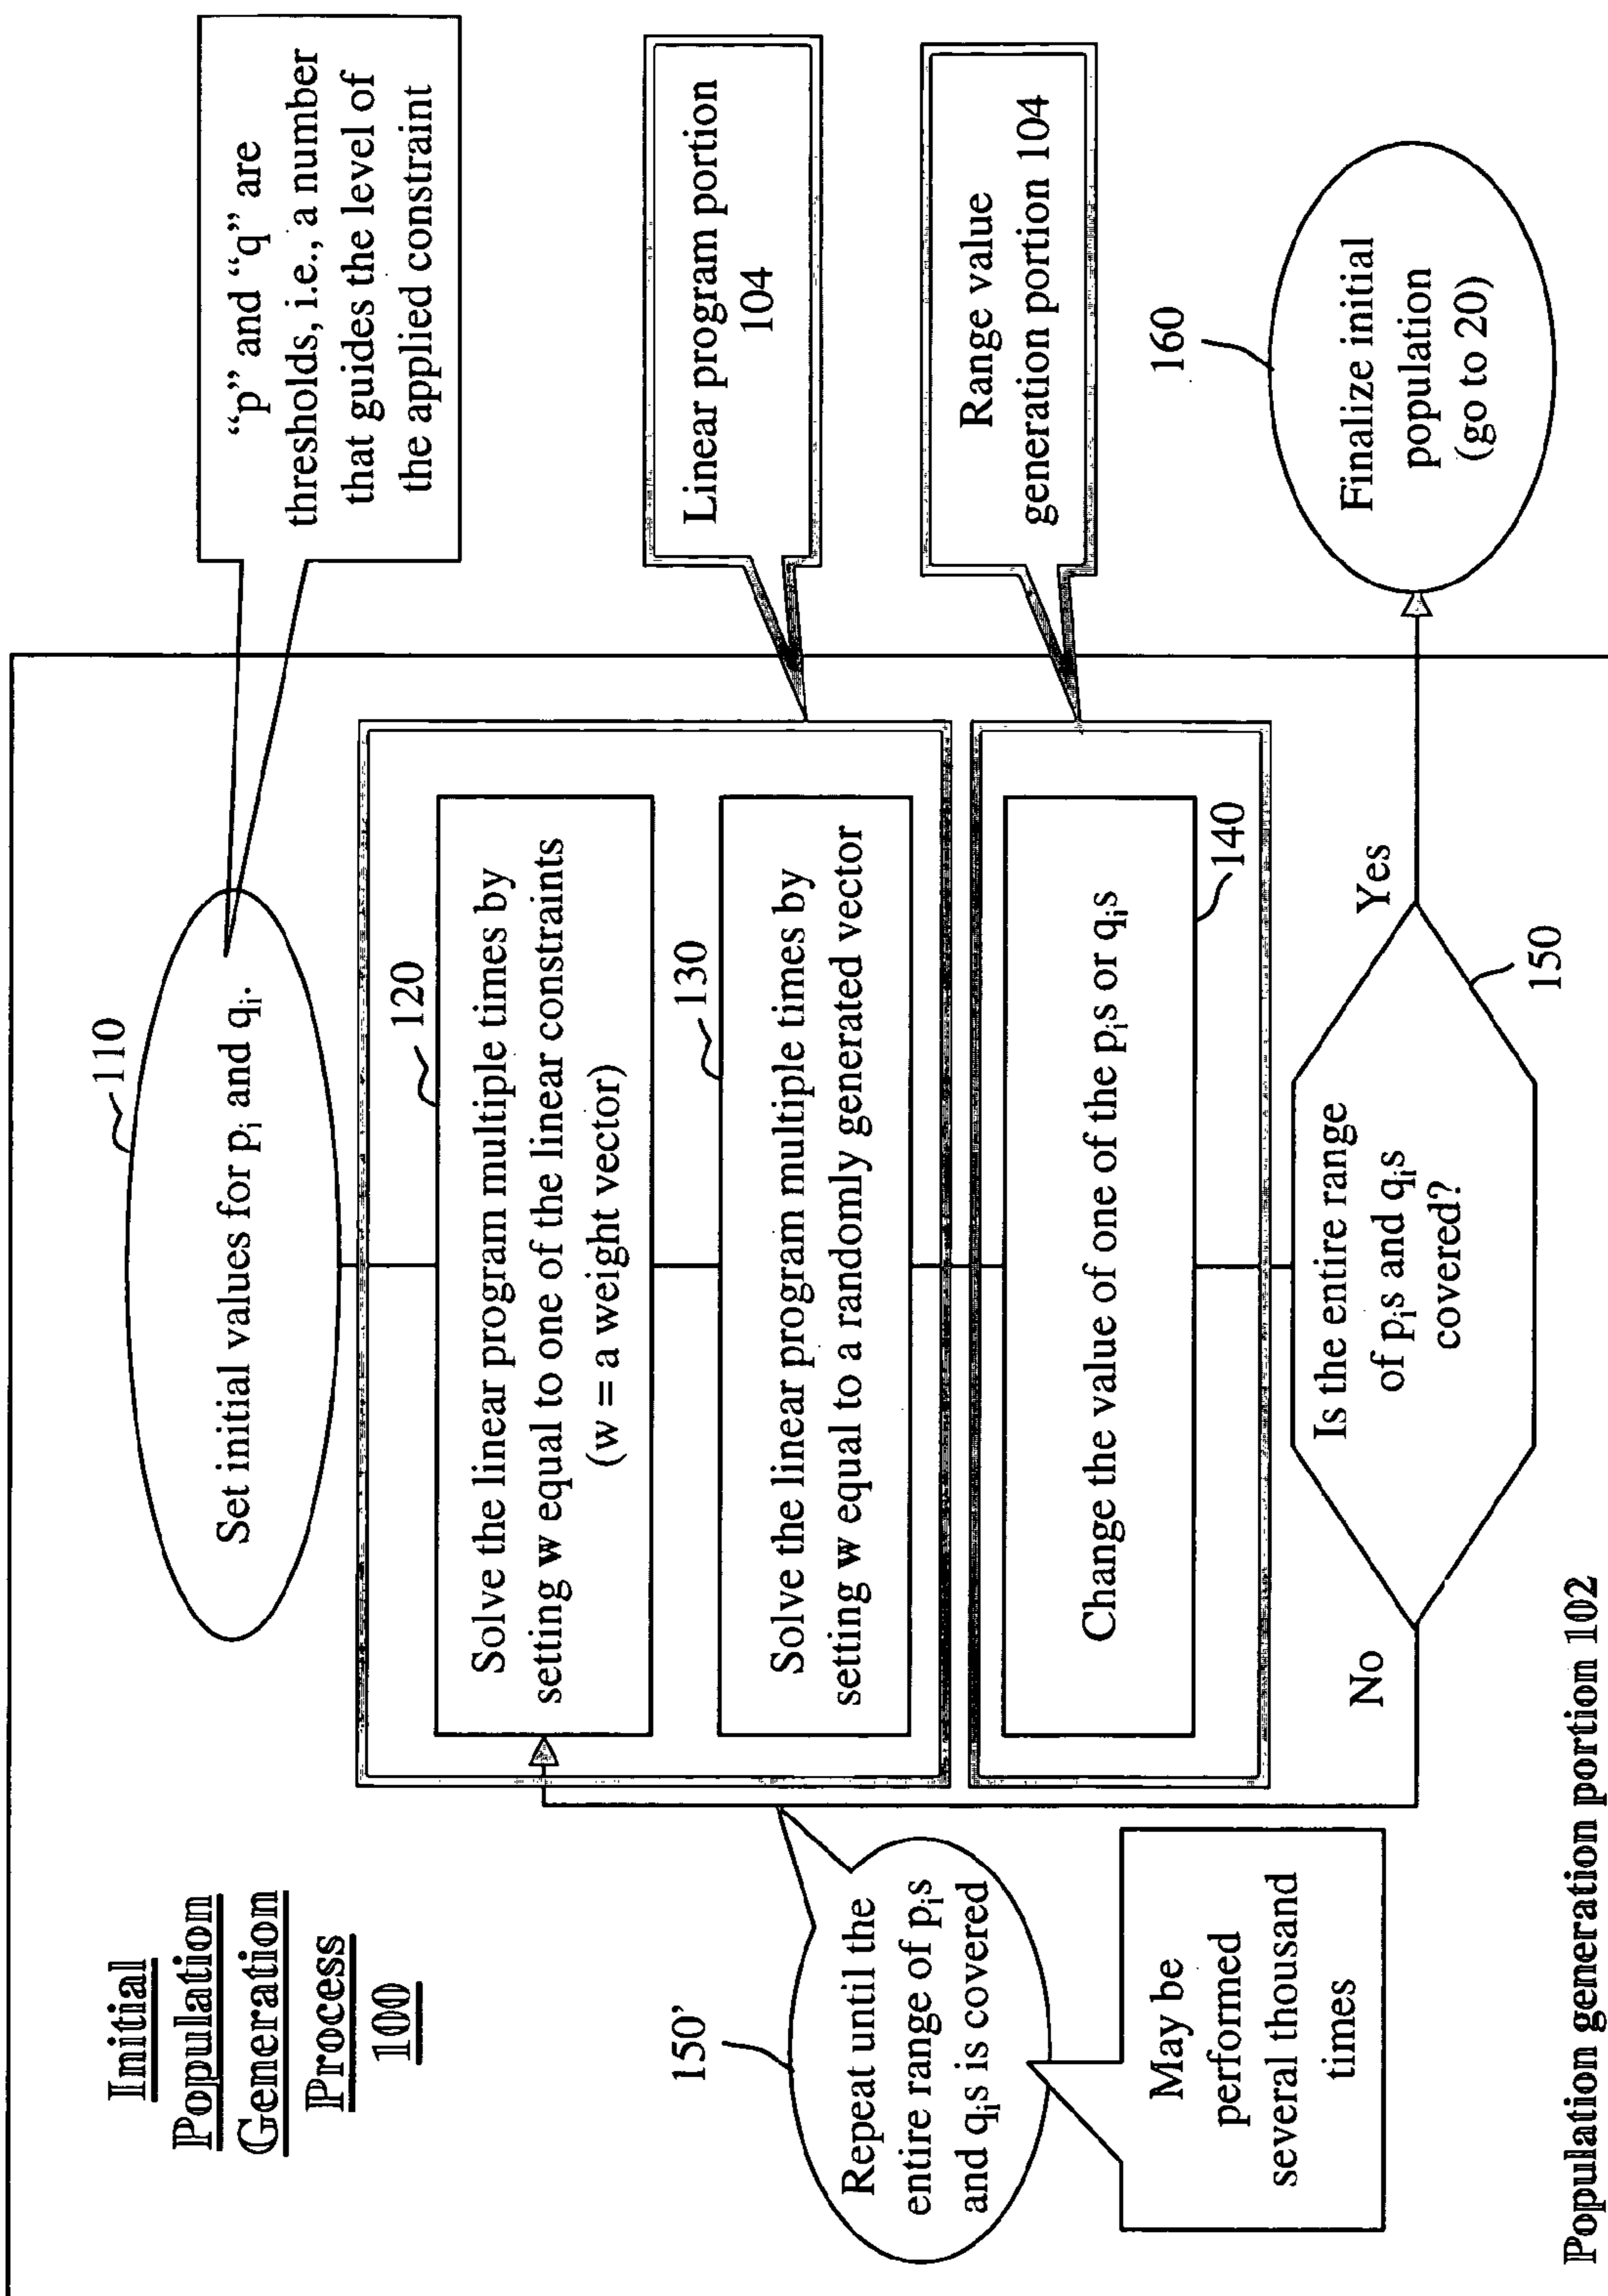 Initial
Population
Generation
Process
100
110
Set initial values for pᵢ and qᵢ.
“p” and “q” are
thresholds, i.e., a number
that guides the level of
the applied constraint
120
Solve the linear program multiple times by
setting w equal to one of the linear constraints
(w = a weight vector)
130
Solve the linear program multiple times by
setting w equal to a randomly generated vector
Linear program portion
104
Change the value of one of the pᵢs or qᵢs
140
Range value
generation portion 104
150’
Repeat until the
entire range of pᵢs
and qᵢs is covered
May be
performed
several thousand
times
Is the entire range
of pᵢs and qᵢs
covered?
150
No
Yes
160
Finalize initial
population
(go to 20)
Population generation portion 102